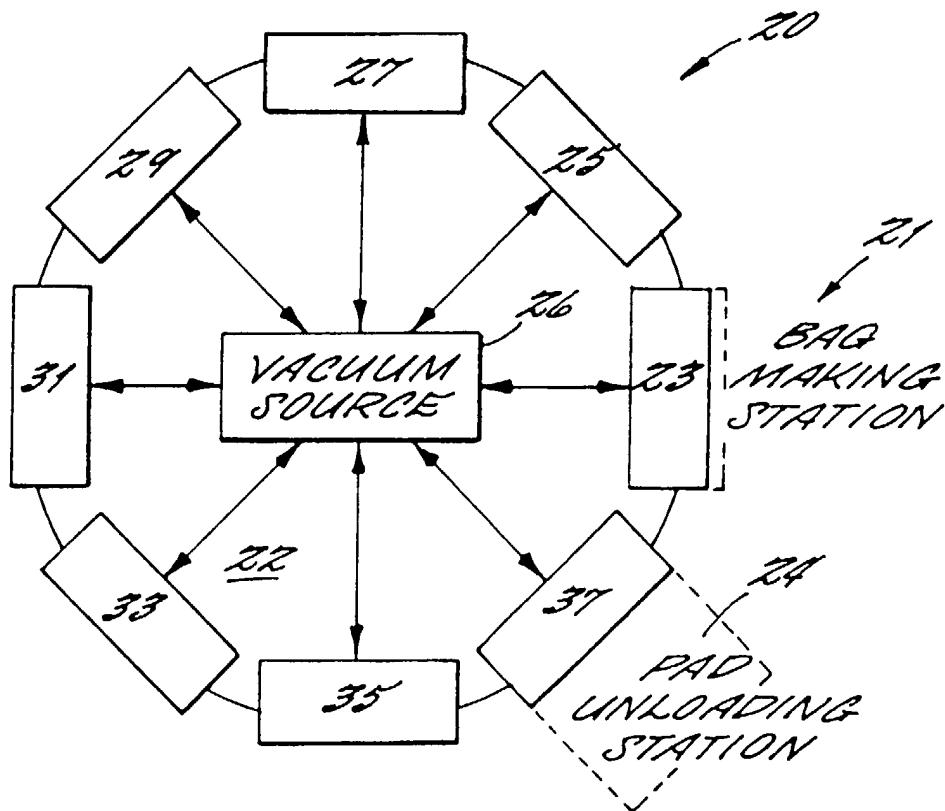 20
27
29
25
21
BAG
MAKING
STATION
23
26
VACUUM
SOURCE
31
22
33
35
37
24
PAD
UNLOADING
STATION